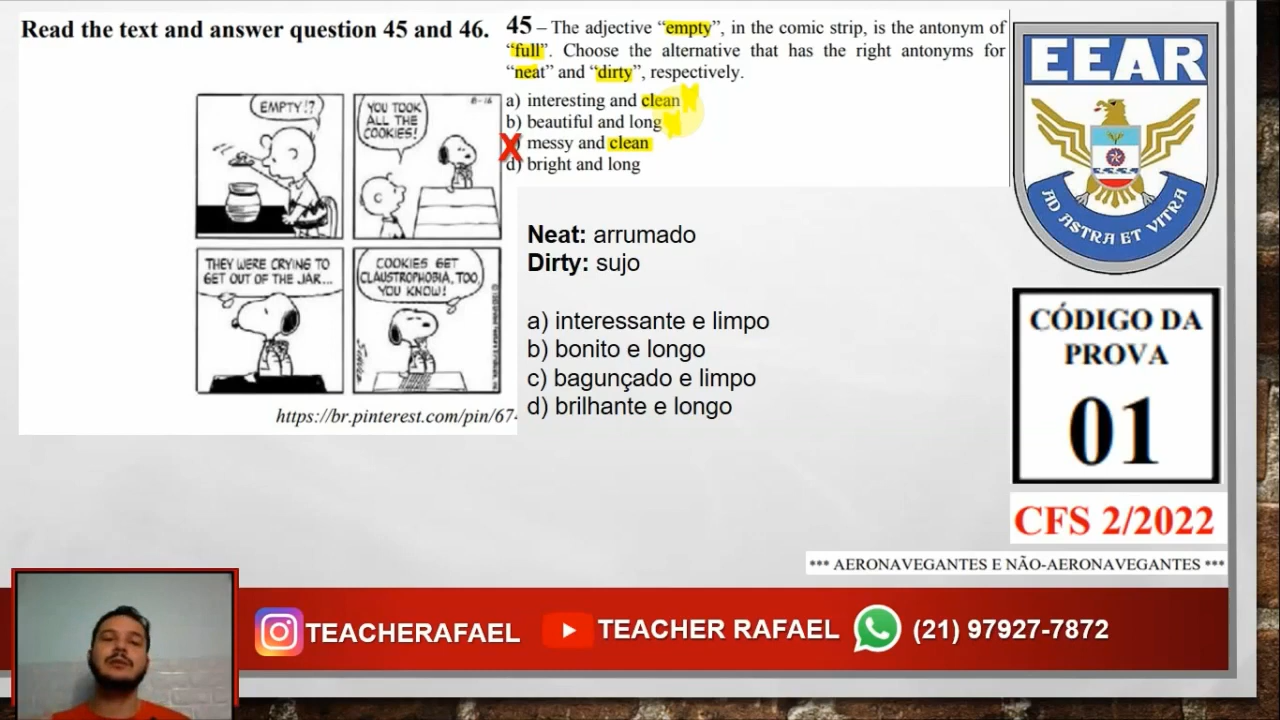 Read the text and answer question 45 and 46.
EMPTY!?
YOU TOOK
ALL THE
COOKIES!
8-16
THEY WERE CRYING TO
GET OUT OF THE JAR...
COOKIES GET
CLAUSTROPHOBIA, TOO,
YOU KNOW!
https://br.pinterest.com/pin/67
45 – The adjective “empty”, in the comic strip, is the antonym of
“full”. Choose the alternative that has the right antonyms for
“neat” and “dirty”, respectively.
a) interesting and clean
b) beautiful and long
X) messy and clean
d) bright and long
Neat: arrumado
Dirty: sujo
a) interessante e limpo
b) bonito e longo
c) bagunçado e limpo
d) brilhante e longo
EEAR
AD ASTRA ET VITRA
CÓDIGO DA
PROVA
01
CFS 2/2022
*** AERONAVEGANTES E NÃO-AERONAVEGANTES ***
TEACHERAFAEL
TEACHER RAFAEL
(21) 97927-7872